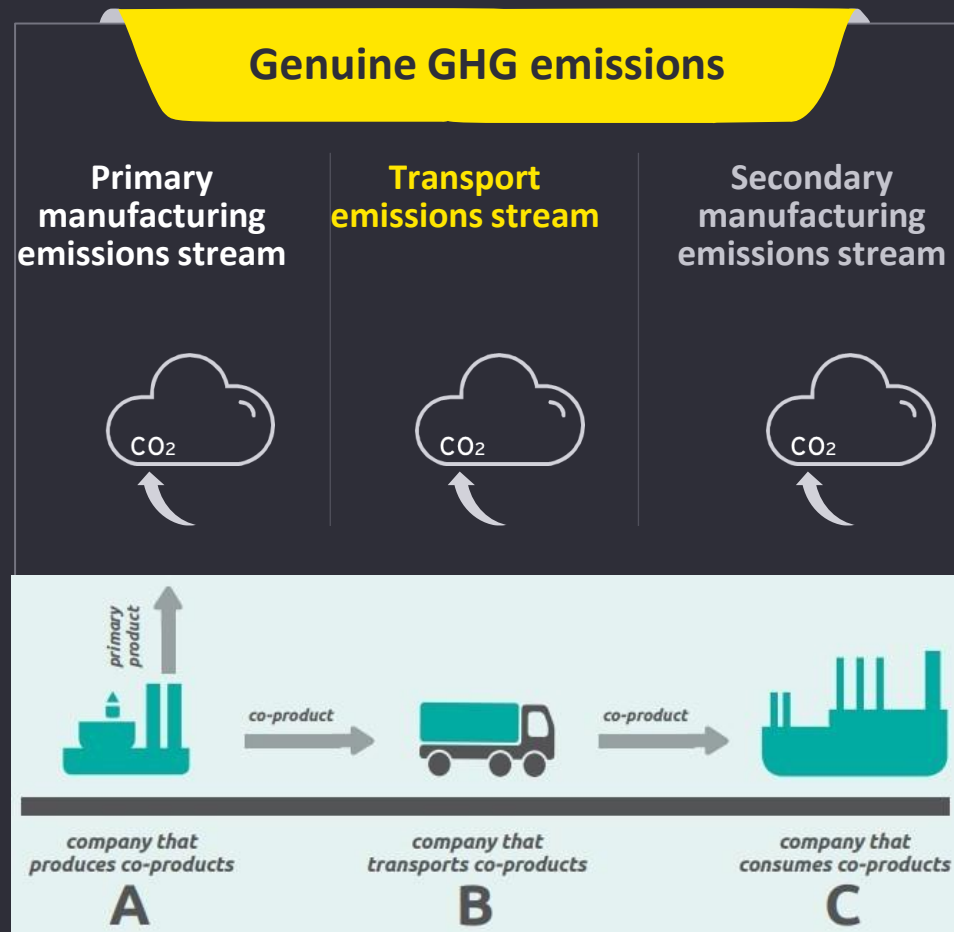 Genuine GHG emissions
Primary
manufacturing
emissions stream
Transport
emissions stream
Secondary
manufacturing
emissions stream
CO2
CO2
CO2
primary
product
co-product
co-product
company that
produces co-products
A
company that
transports co-products
B
company that
consumes co-products
C